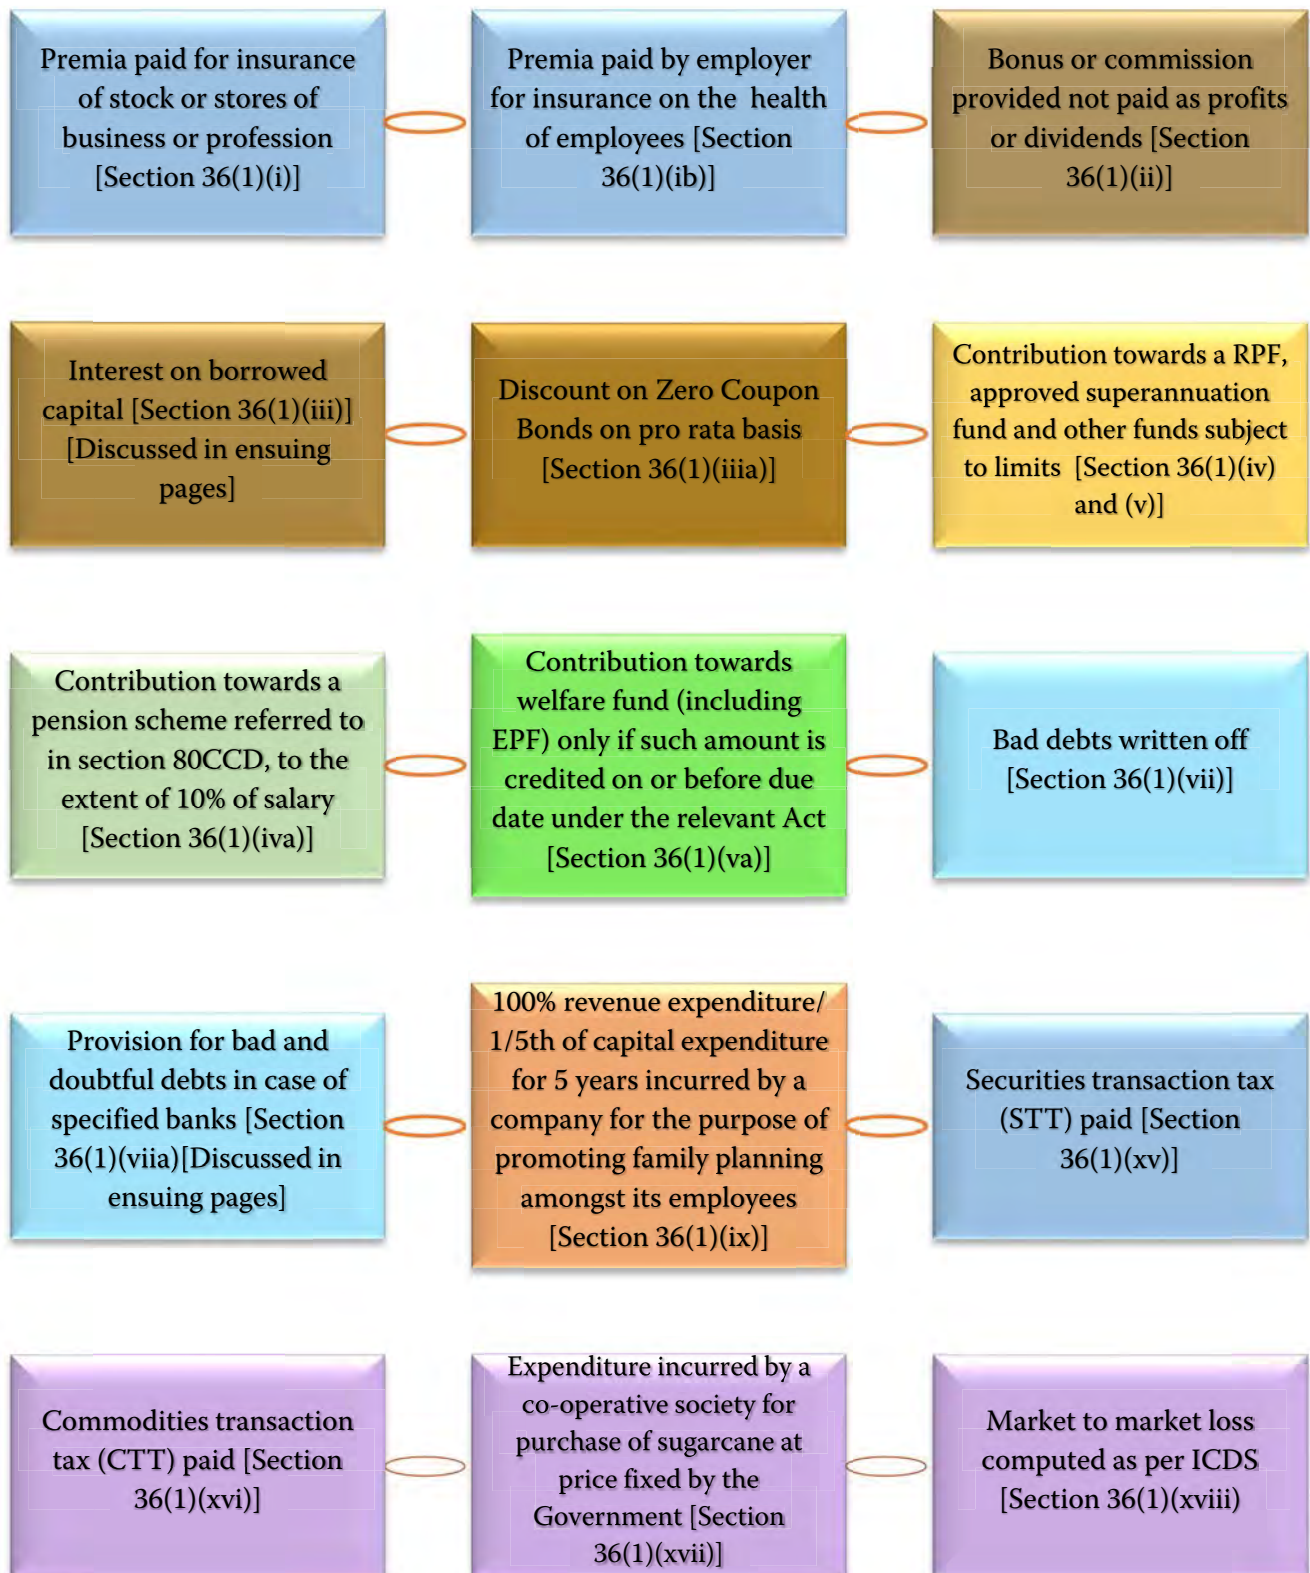 Premia paid for insurance
of stock or stores of
business or profession
[Section 36(1)(i)]
Premia paid by employer
for insurance on the health
of employees [Section
36(1)(ib)]
Bonus or commission
provided not paid as profits
or dividends [Section
36(1)(ii)]
Interest on borrowed
capital [Section 36(1)(iii)]
[Discussed in ensuing
pages]
Discount on Zero Coupon
Bonds on pro rata basis
[Section 36(1)(iiia)]
Contribution towards a RPF,
approved superannuation
fund and other funds subject
to limits [Section 36(1)(iv)
and (v)]
Contribution towards a
pension scheme referred to
in section 80CCD, to the
extent of 10% of salary
[Section 36(1)(iva)]
Contribution towards
welfare fund (including
EPF) only if such amount is
credited on or before due
date under the relevant Act
[Section 36(1)(va)]
Bad debts written off
[Section 36(1)(vii)]
Provision for bad and
doubtful debts in case of
specified banks [Section
36(1)(viia)[Discussed in
ensuing pages]
100% revenue expenditure/
1/5th of capital expenditure
for 5 years incurred by a
company for the purpose of
promoting family planning
amongst its employees
[Section 36(1)(ix)]
Securities transaction tax
(STT) paid [Section
36(1)(xv)]
Commodities transaction
tax (CTT) paid [Section
36(1)(xvi)]
Expenditure incurred by a
co-operative society for
purchase of sugarcane at
price fixed by the
Government [Section
36(1)(xvii)]
Market to market loss
computed as per ICDS
[Section 36(1)(xviii)